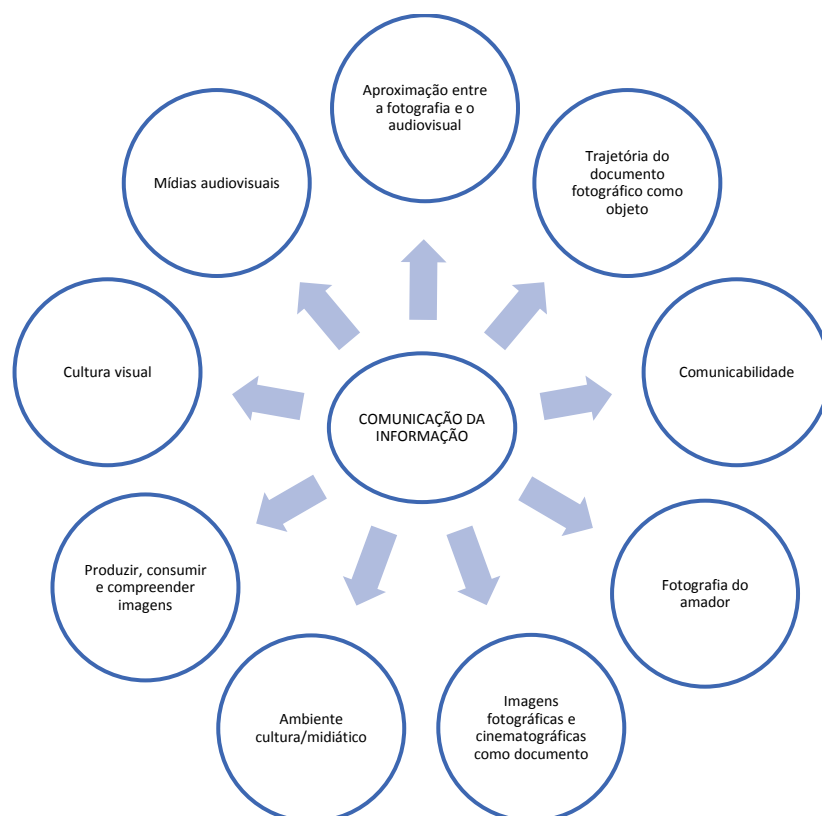 Aproximação entre
a fotografia e o
audiovisual
Trajetória do
documento
fotográfico como
objeto
Comunicabilidade
Fotografia do
amador
Imagens
fotográficas e
cinematográficas
como documento
Ambiente
cultura/midiático
Produzir, consumir
e compreender
imagens
Cultura visual
Mídias audiovisuais
COMUNICAÇÃO DA
INFORMAÇÃO